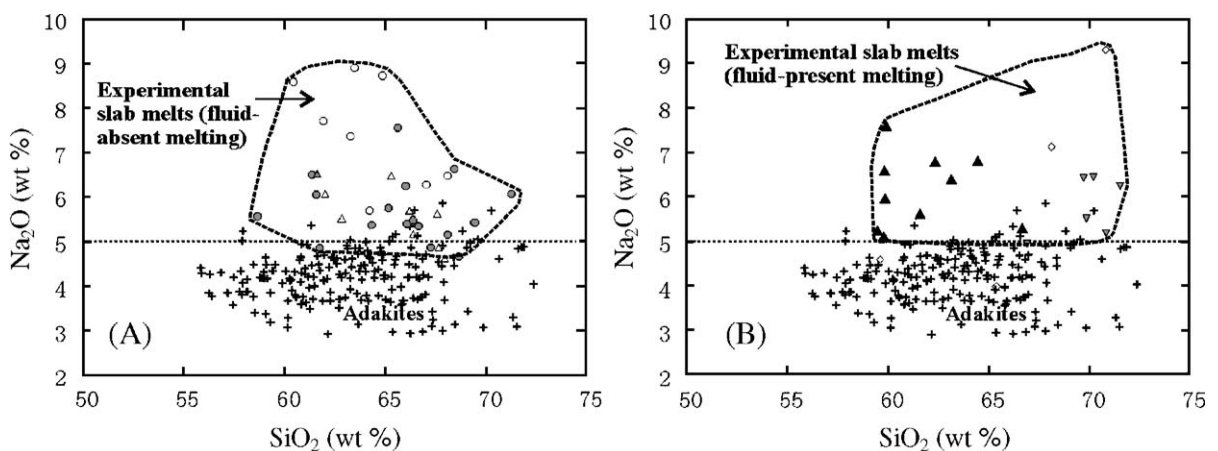 10
9
8
7
6
5
4
3
2
Na₂O (wt %)
Experimental
slab melts (fluid-
absent melting)
Adakites
(A)
50 55 60 65 70 75
SiO₂ (wt %)
10
9
8
7
6
5
4
3
2
Na₂O (wt %)
Experimental slab melts
(fluid-present melting)
Adakites
(B)
50 55 60 65 70 75
SiO₂ (wt %)